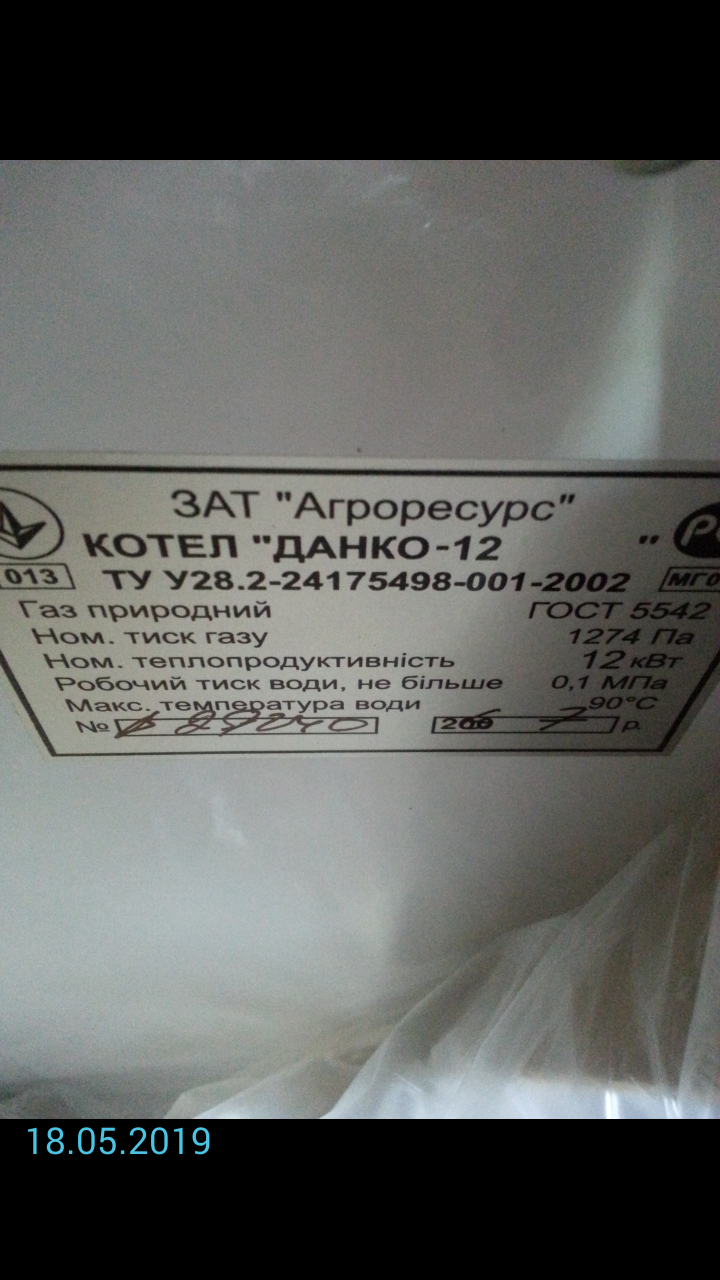 ЗАТ "Агроресурс"
КОТЕЛ "ДАНКО-12 "
013 ТУ У28.2-24175498-001-2002 МГ0
Газ природний ГОСТ 5542
Ном. тиск газу 1274 Па
Ном. теплопродуктивність 12 кВт
Робочий тиск води, не більше 0,1 МПа
Макс. температура води 90°С
№ р.
18.05.2019